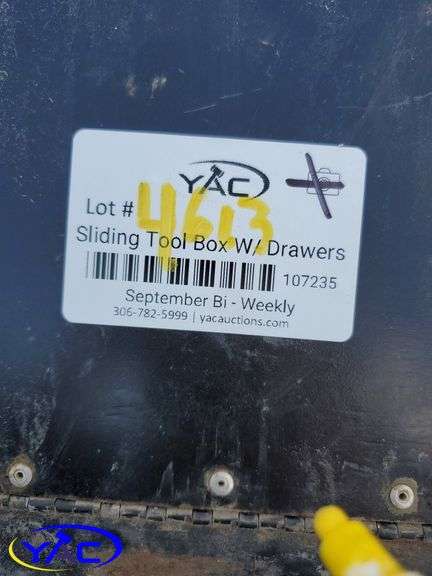 YAC
Lot # 4613
Sliding Tool Box W/ Drawers
107235
September Bi - Weekly
306-782-5999 | yacauctions.com
YAC